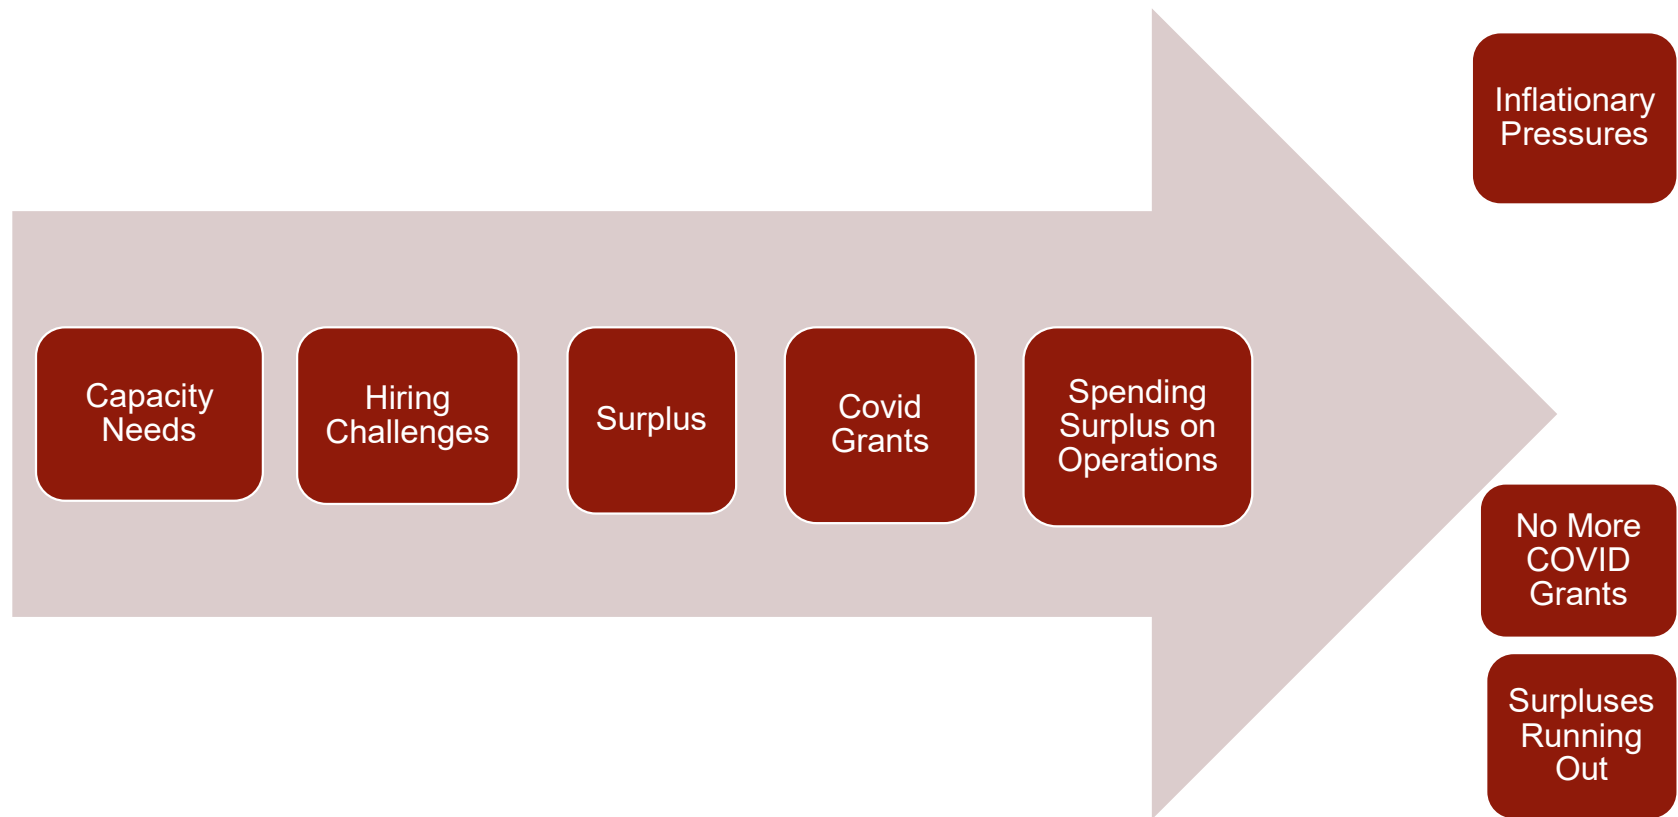 Capacity
Needs
Hiring
Challenges
Surplus
Covid
Grants
Spending
Surplus on
Operations
Inflationary
Pressures
No More
COVID
Grants
Surpluses
Running
Out